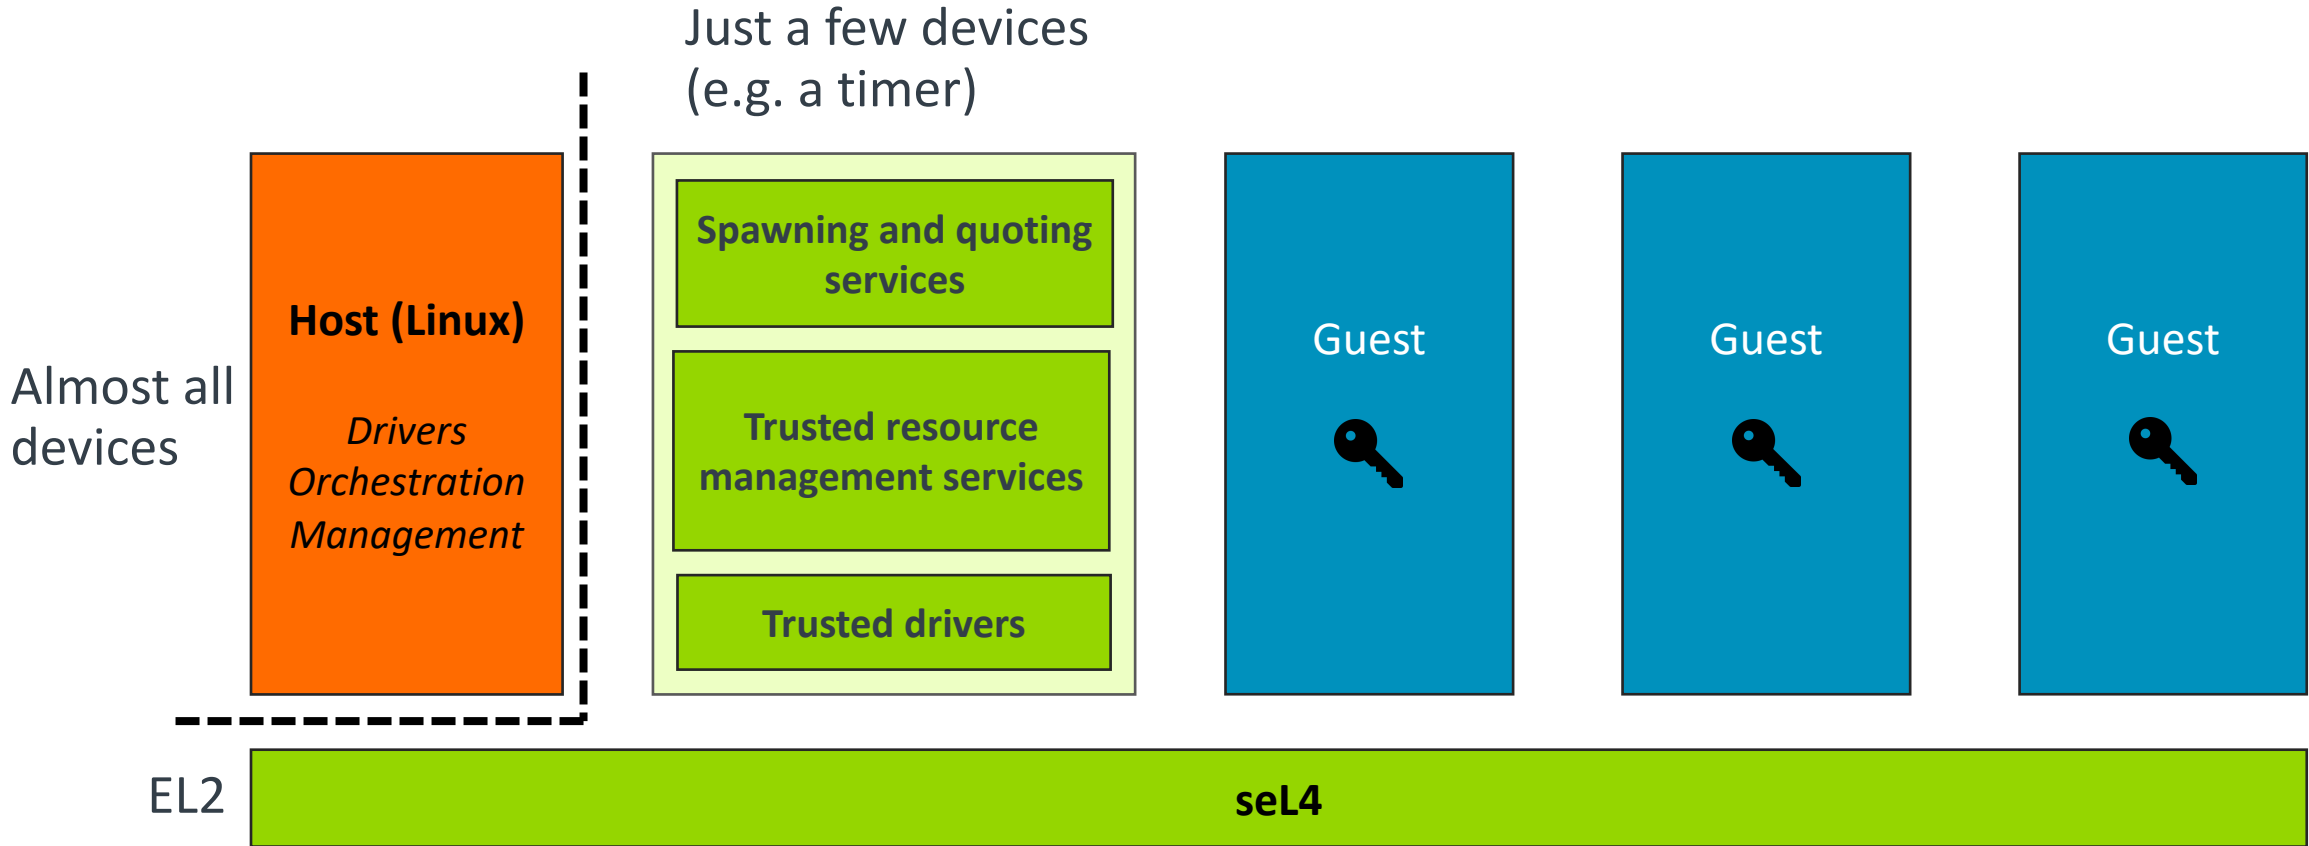 Just a few devices
(e.g. a timer)
Almost all
devices
Host (Linux)
Drivers
Orchestration
Management
Spawning and quoting
services
Trusted resource
management services
Trusted drivers
Guest
Guest
Guest
EL2
seL4